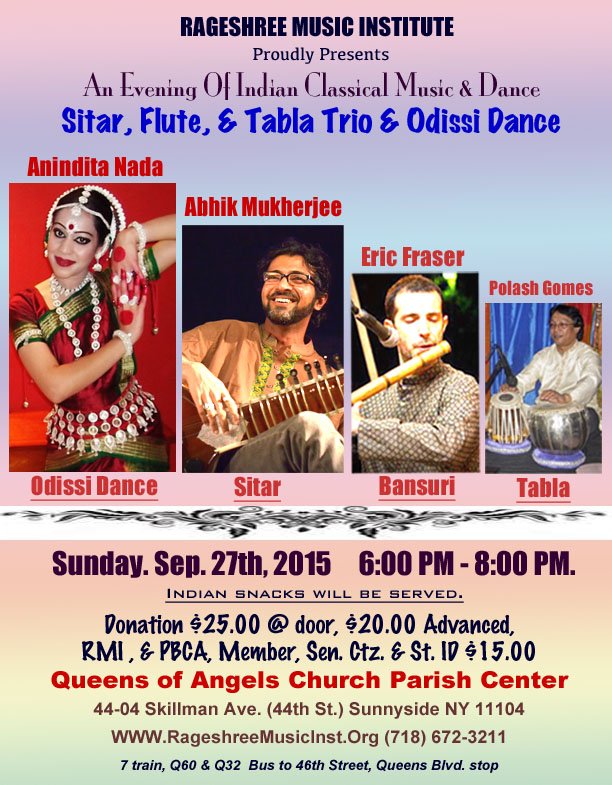 RAGESHREE MUSIC INSTITUTE
Proudly Presents
An Evening Of Indian Classical Music & Dance
Sitar, Flute, & Tabla Trio & Odissi Dance
Anindita Nada
Abhik Mukherjee
Eric Fraser
Polash Gomes
Odissi Dance
Sitar
Bansuri
Tabla
Sunday. Sep. 27th, 2015 6:00 PM - 8:00 PM.
Indian snacks will be served.
Donation $25.00 @ door, $20.00 Advanced,
RMI , & PBCA, Member, Sen. Ctz. & St. ID $15.00
Queens of Angels Church Parish Center
44-04 Skillman Ave. (44th St.) Sunnyside NY 11104
WWW.RageshreeMusicInst.Org (718) 672-3211
7 train, Q60 & Q32 Bus to 46th Street, Queens Blvd. stop